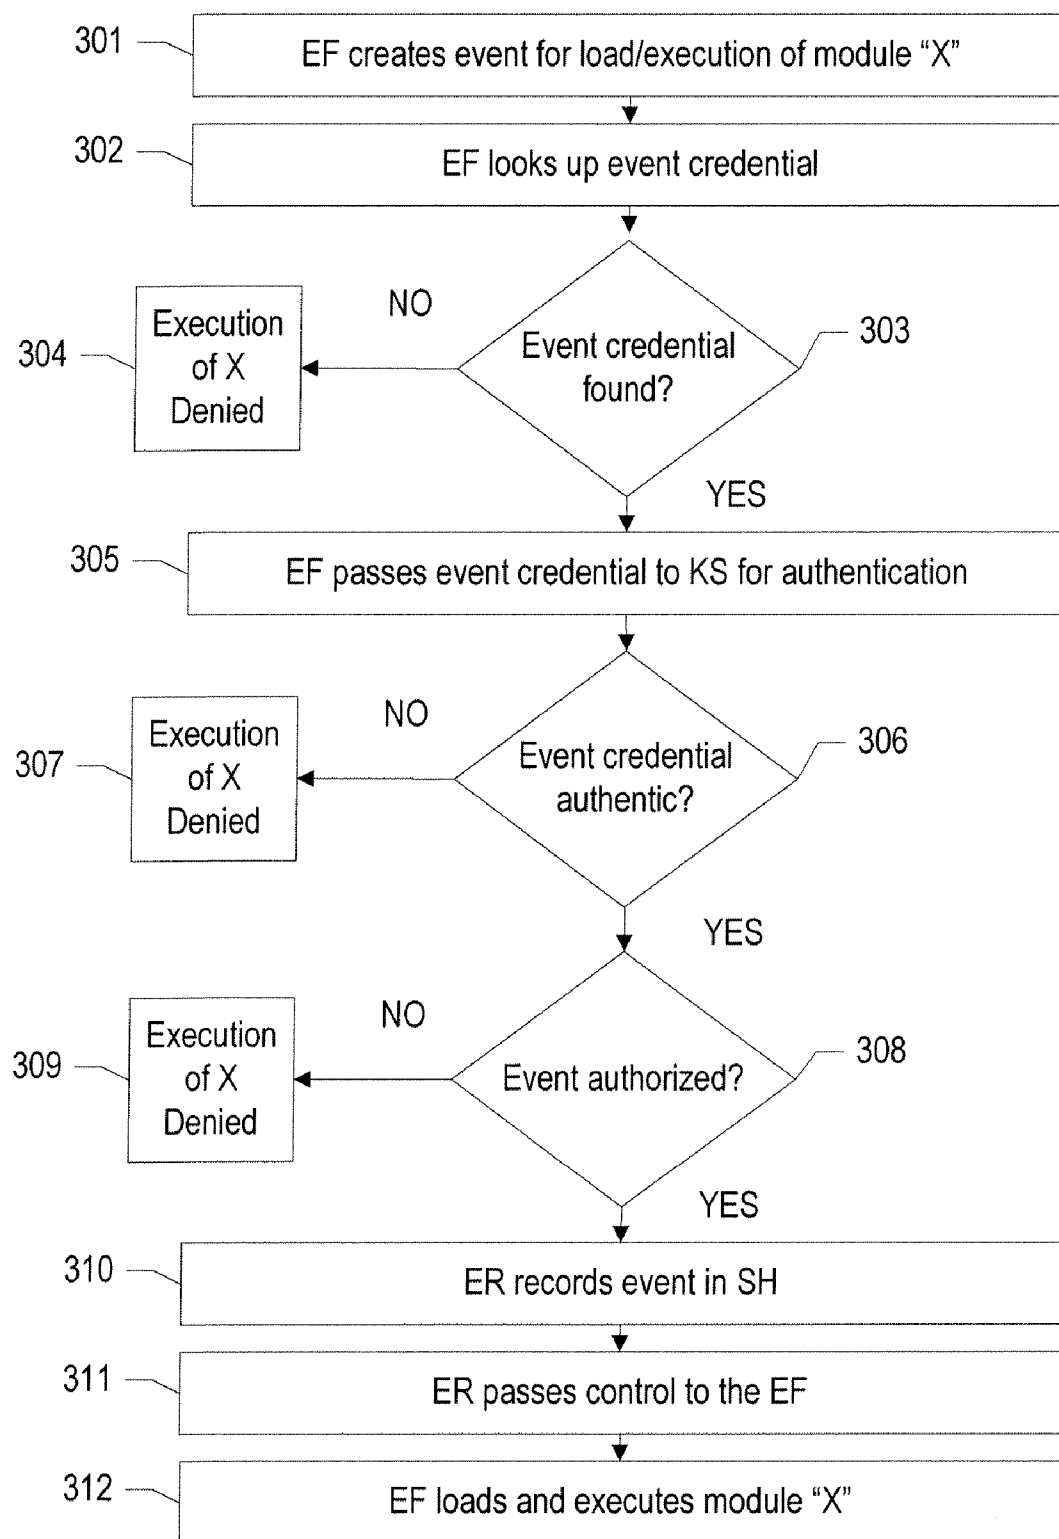 301
EF creates event for load/execution of module “X”
302
EF looks up event credential
NO
303
Event credential
found?
304
Execution
of X
Denied
YES
305
EF passes event credential to KS for authentication
NO
306
Event credential
authentic?
307
Execution
of X
Denied
YES
NO
308
Event authorized?
309
Execution
of X
Denied
YES
310
ER records event in SH
311
ER passes control to the EF
312
EF loads and executes module “X”